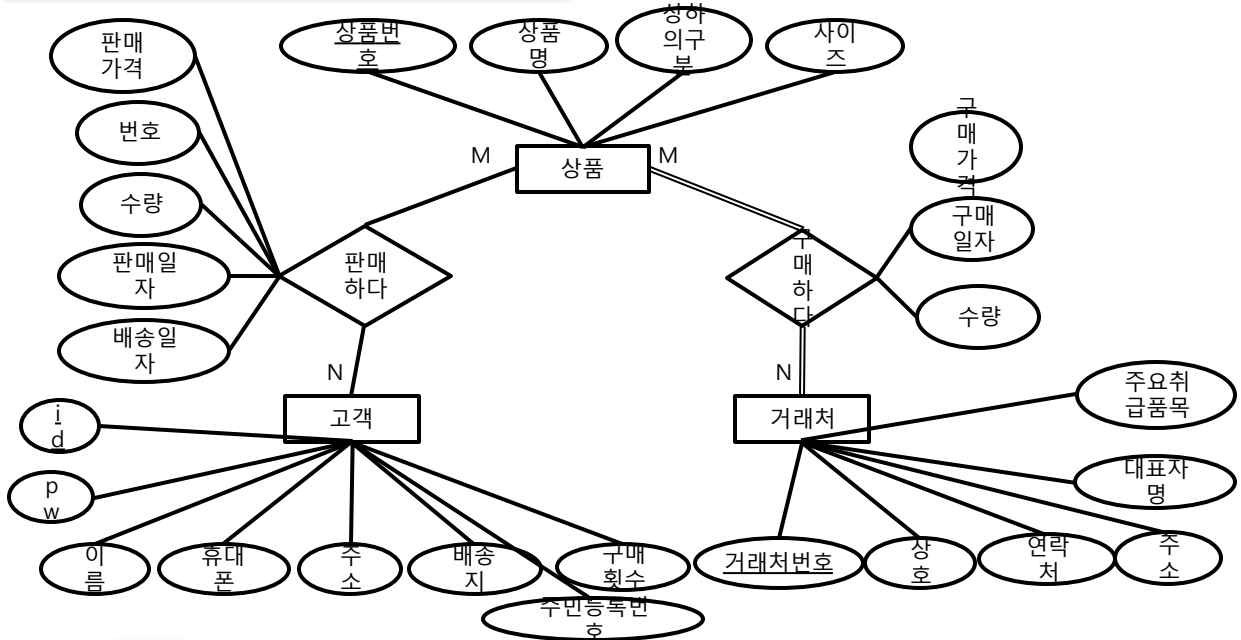 판매
가격
상품번
호
상품
명
상하
의구
분
사이
즈
번호
구
매
가
격
M
상품
M
수량
구매
일자
판매일
자
판매
하다
구
매
하
다
수량
배송일
자
N
N
주요취
급품목
i
d
고객
거래처
p
w
대표자
명
이
름
휴대
폰
주
소
배송
지
구매
횟수
거래처번호
상
호
연락
처
주
소
주민등록번
호